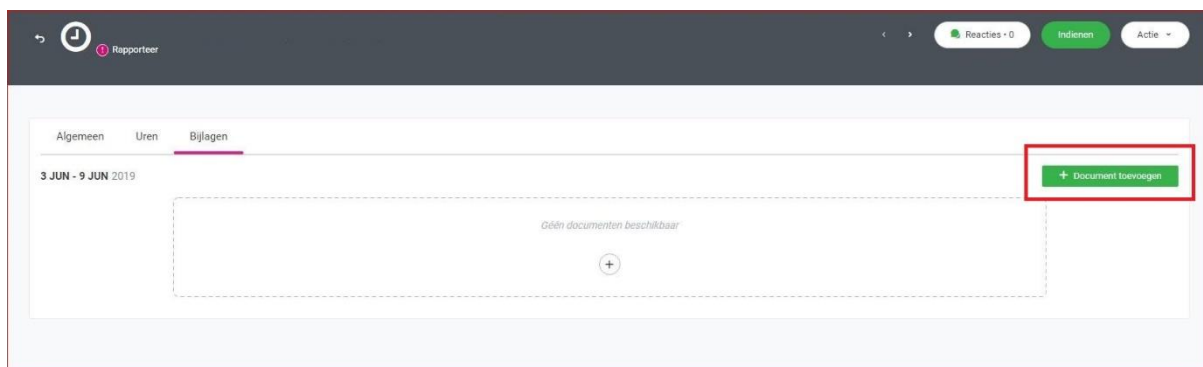 ! Rapporteer
Reacties • 0
Indienen
Actie
Algemeen Uren Bijlagen
3 JUN - 9 JUN 2019
+ Document toevoegen
Géén documenten beschikbaar
+